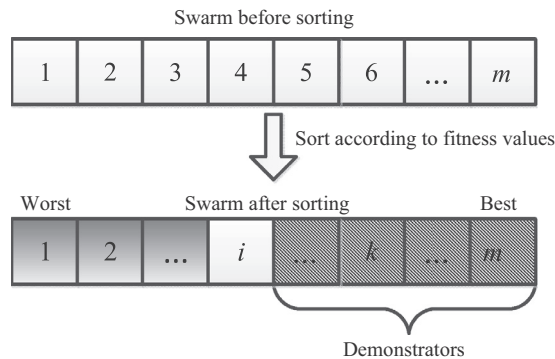 Swarm before sorting
1 2 3 4 5 6 ... m
Sort according to fitness values
Worst Swarm after sorting Best
1 2 ... i ... k ... m
Demonstrators